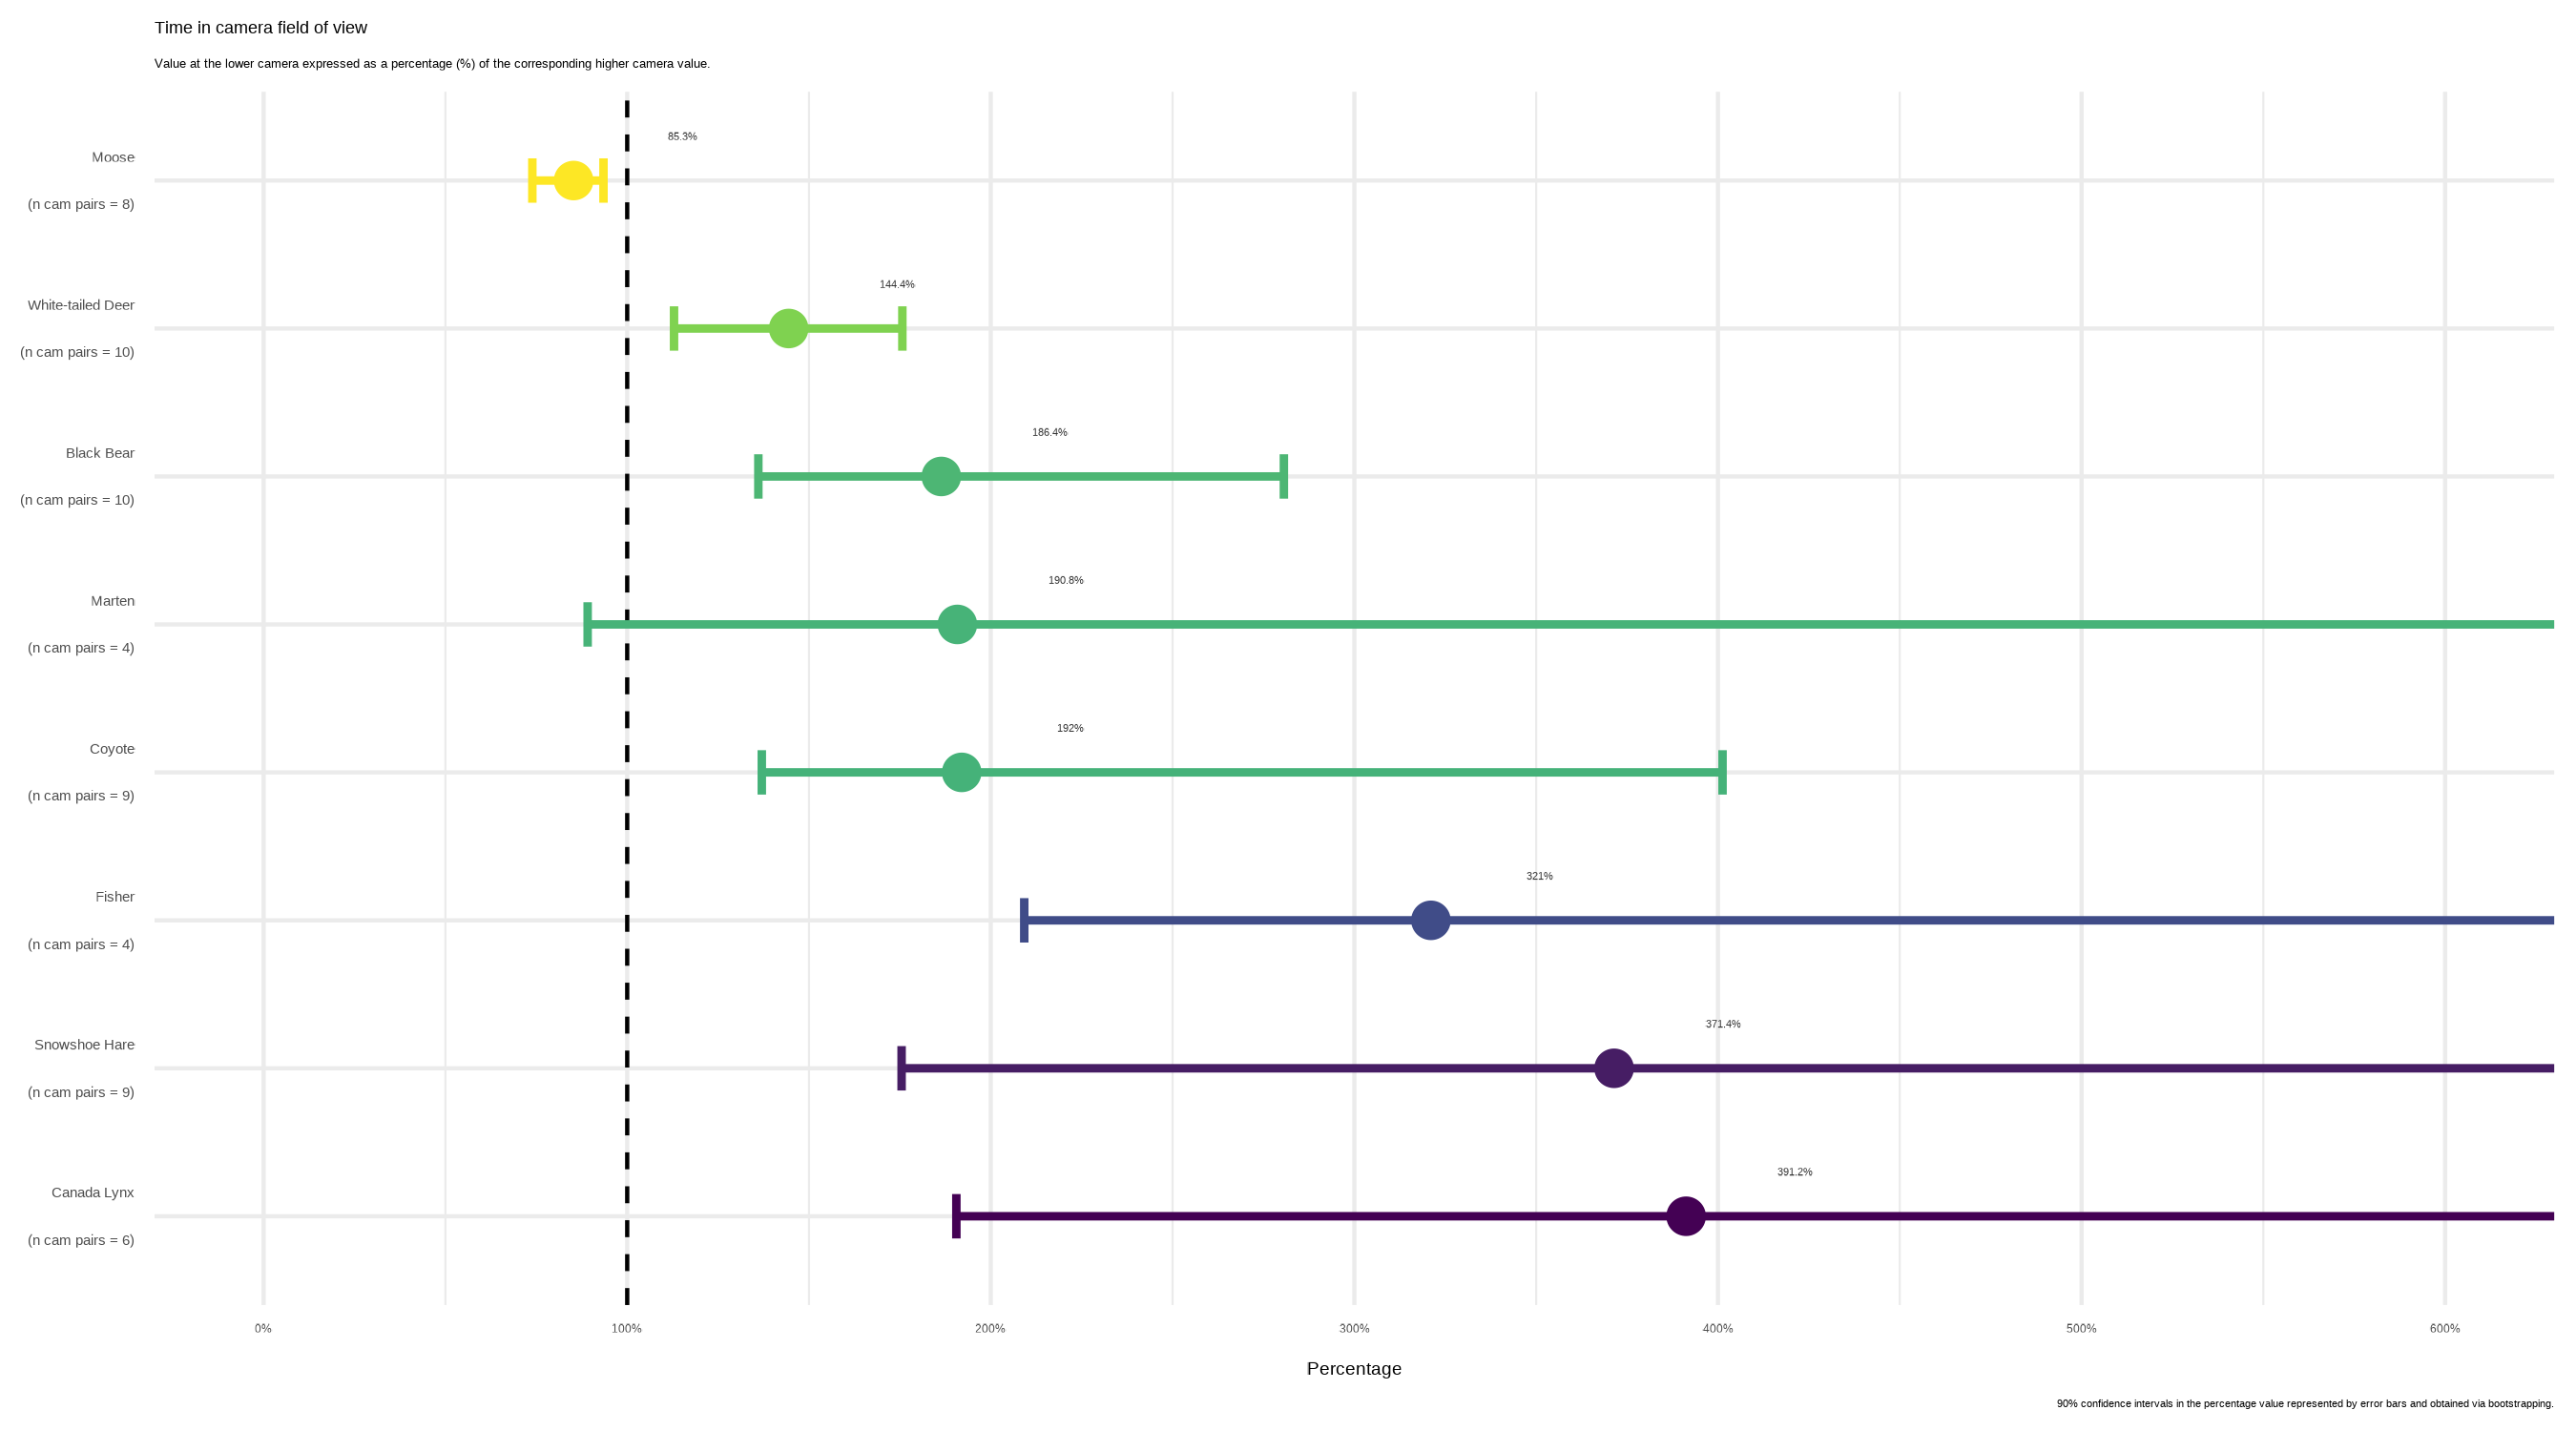 Time in camera field of view
Value at the lower camera expressed as a percentage (%) of the corresponding higher camera value.
85.3%
Moose
(n cam pairs = 8)
144.4%
White-tailed Deer
(n cam pairs = 10)
186.4%
Black Bear
(n cam pairs = 10)
190.8%
Marten
(n cam pairs = 4)
192%
Coyote
(n cam pairs = 9)
321%
Fisher
(n cam pairs = 4)
371.4%
Snowshoe Hare
(n cam pairs = 9)
391.2%
Canada Lynx
(n cam pairs = 6)
0% 100% 200% 300% 400% 500% 600%
Percentage
90% confidence intervals in the percentage value represented by error bars and obtained via bootstrapping.